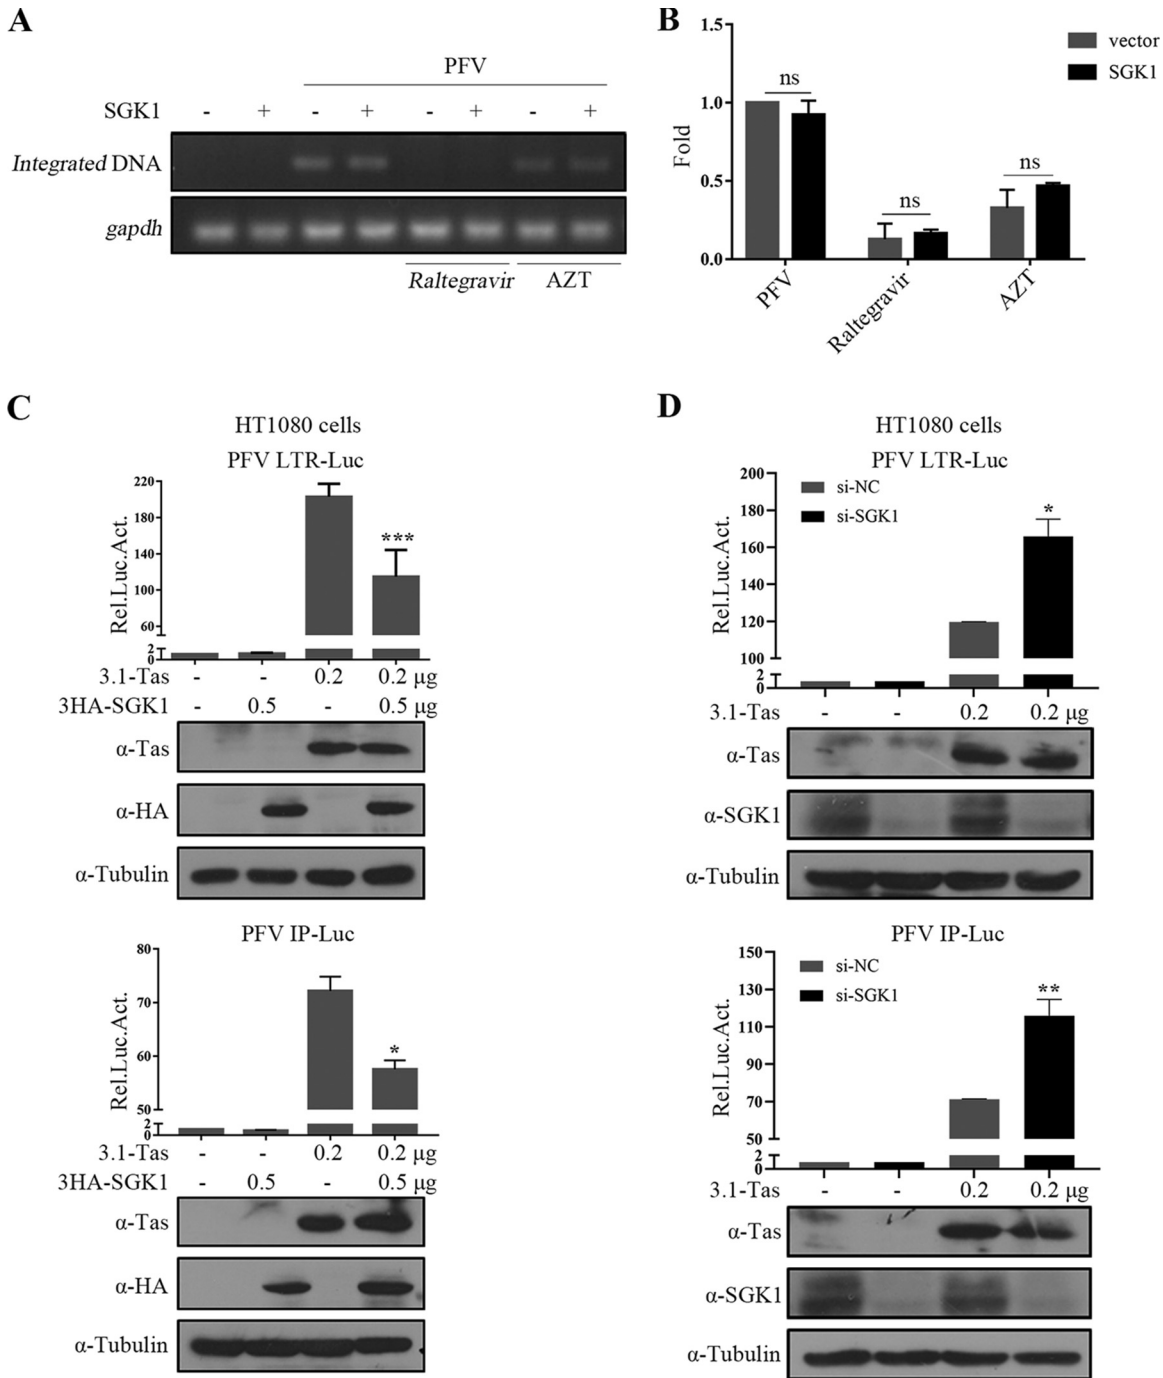 A
PFV
SGK1 - + - + - + - +
Integrated DNA
gapdh
Raltegravir AZT
B
1.5
1.0
0.5
0.0
Fold
vector
SGK1
ns
ns
ns
PFV
Raltegravir
AZT
C
HT1080 cells
PFV LTR-Luc
Rel.Luc.Act.
220
180
140
100
60
2
0
***
3.1-Tas - - 0.2 0.2 μg
3HA-SGK1 - 0.5 - 0.5 μg
α-Tas
α-HA
α-Tubulin
PFV IP-Luc
Rel.Luc.Act.
80
70
60
50
2
0
*
3.1-Tas - - 0.2 0.2 μg
3HA-SGK1 - 0.5 - 0.5 μg
α-Tas
α-HA
α-Tubulin
D
HT1080 cells
PFV LTR-Luc
Rel.Luc.Act.
200
180
160
140
120
100
2
0
si-NC
si-SGK1
*
3.1-Tas - - 0.2 0.2 μg
α-Tas
α-SGK1
α-Tubulin
PFV IP-Luc
Rel.Luc.Act.
150
130
110
90
70
50
2
0
si-NC
si-SGK1
**
3.1-Tas - - 0.2 0.2 μg
α-Tas
α-SGK1
α-Tubulin